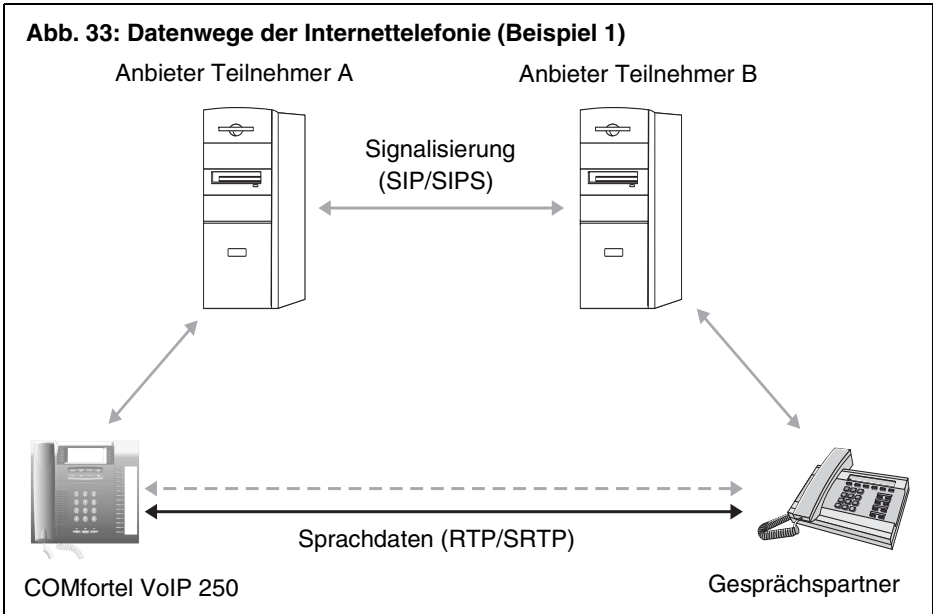 Abb. 33: Datenwege der Internettelefonie (Beispiel 1)
Anbieter Teilnehmer A
Anbieter Teilnehmer B
Signalisierung
(SIP/SIPS)
Sprachdaten (RTP/SRTP)
COMfortel VoIP 250
Gesprächspartner